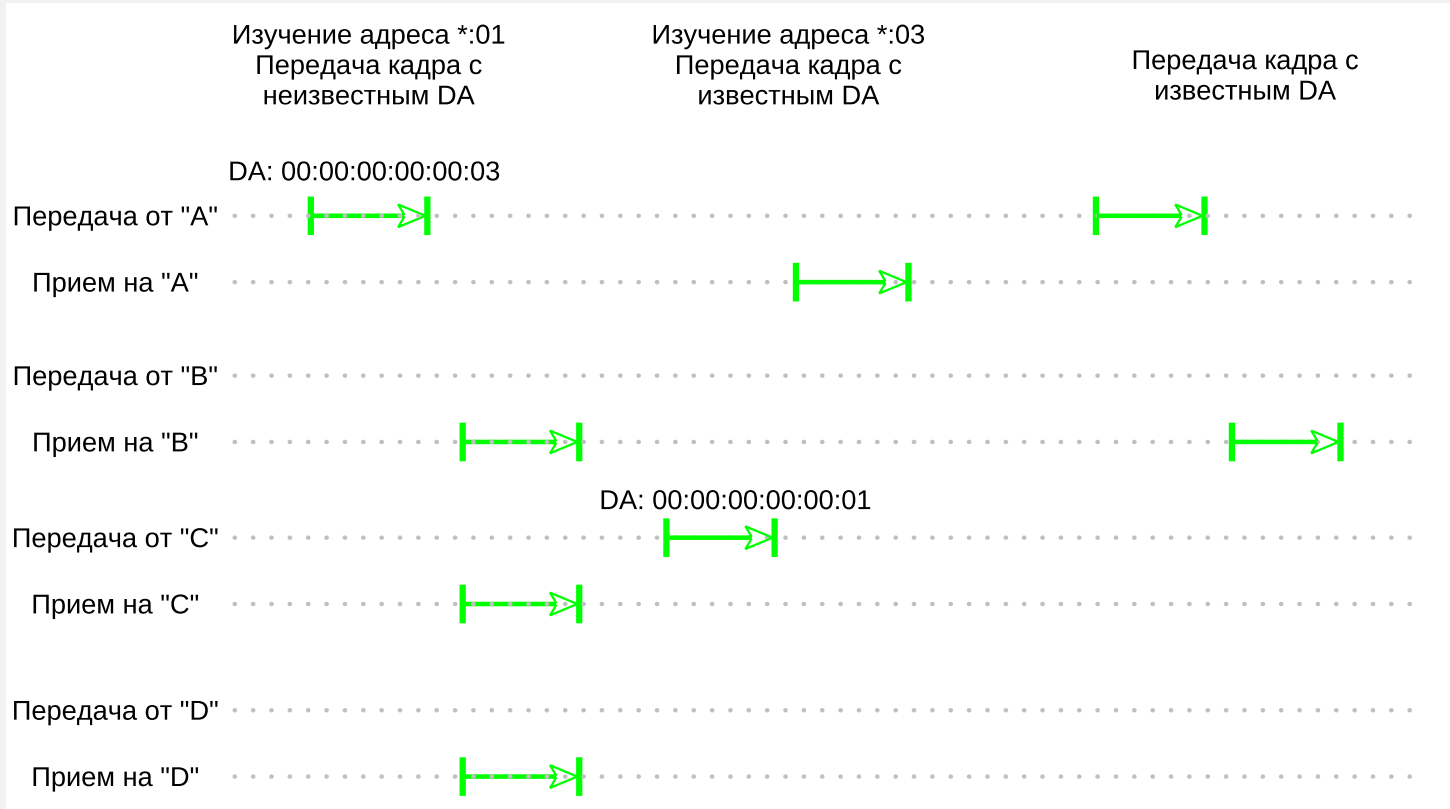 Изучение адреса *:01
Передача кадра с
неизвестным DA
Изучение адреса *:03
Передача кадра с
известным DA
Передача кадра с
известным DA
DA: 00:00:00:00:00:03
Передача от "A"
Прием на "A"
Передача от "B"
Прием на "B"
DA: 00:00:00:00:00:01
Передача от "C"
Прием на "C"
Передача от "D"
Прием на "D"